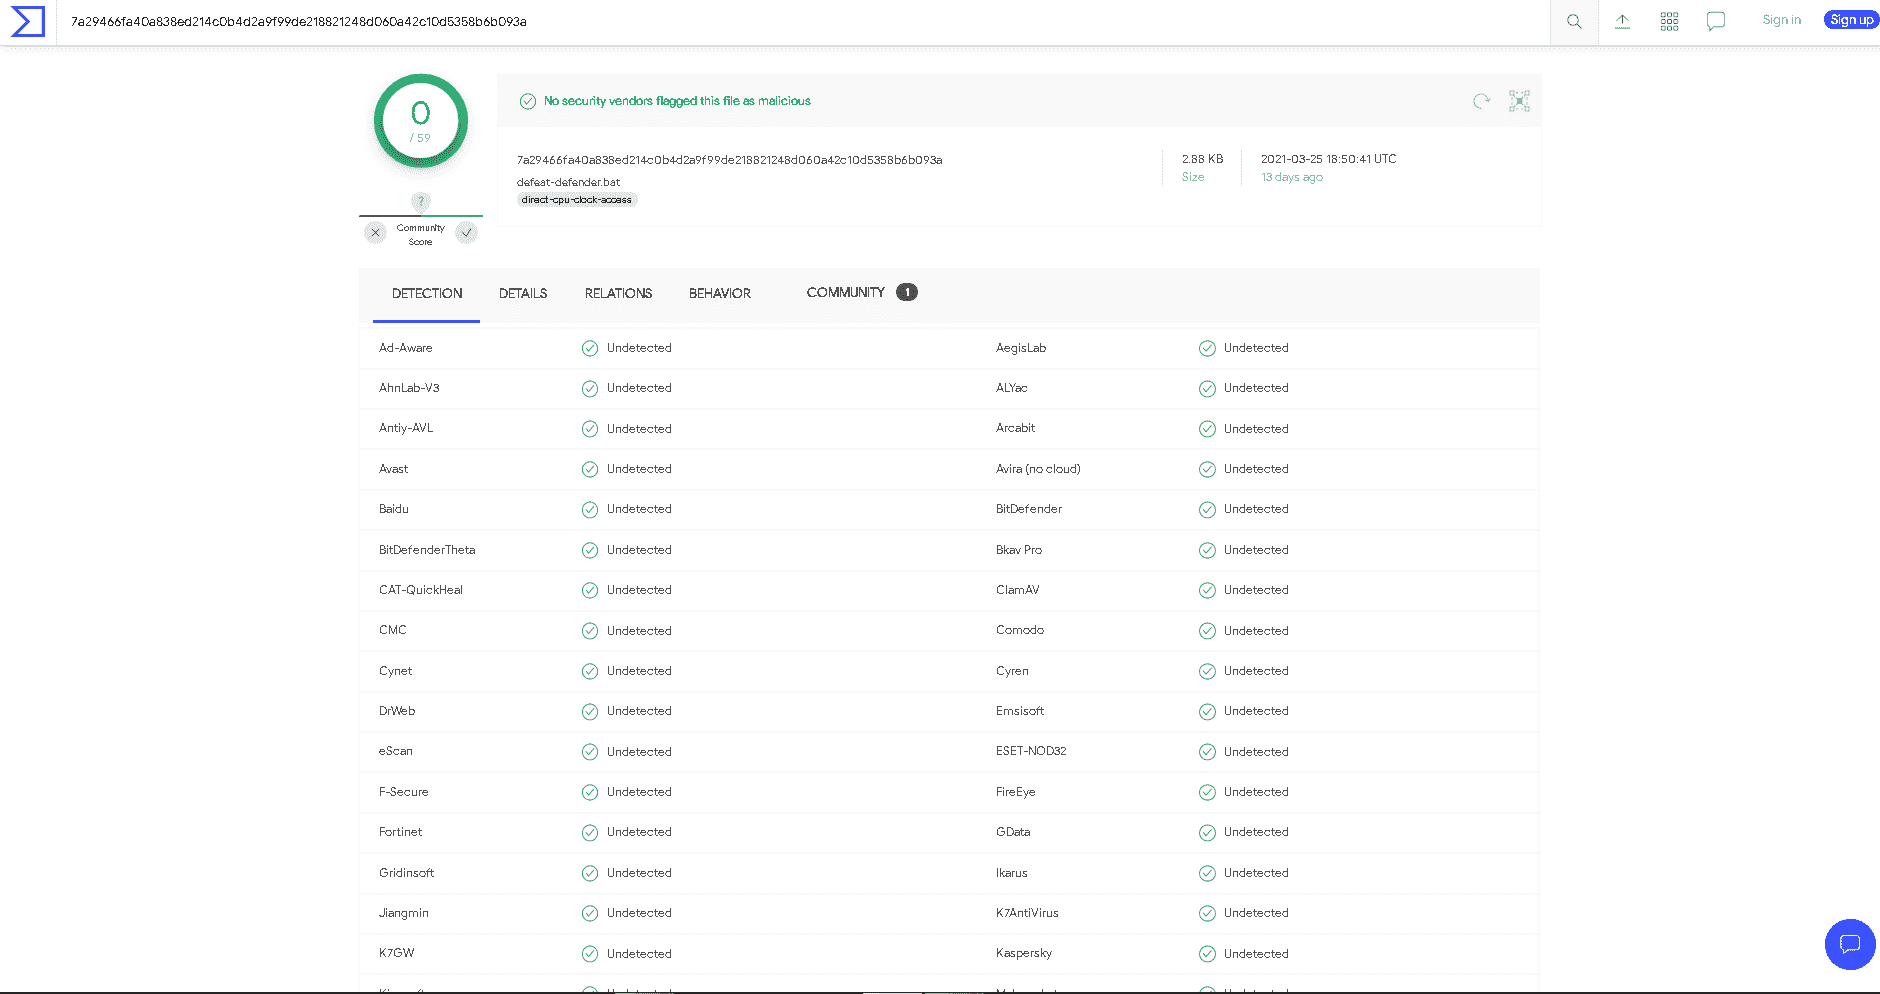 7a29466fa40a838ed214c0b4d2a9f99de218821248d060a42c10d5358b6b093a
Sign in
Sign up
0
/ 59
No security vendors flagged this file as malicious
7a29466fa40a838ed214c0b4d2a9f99de218821248d060a42c10d5358b6b093a
defeat-defender.bat
direct-cpu-clock-access
2.88 KB
Size
2021-03-25 18:50:41 UTC
13 days ago
?
Community
Score
DETECTION
DETAILS
RELATIONS
BEHAVIOR
COMMUNITY
1
Ad-Aware Undetected AegisLab Undetected
AhnLab-V3 Undetected ALYac Undetected
Antiy-AVL Undetected Arcabit Undetected
Avast Undetected Avira (no cloud) Undetected
Baidu Undetected BitDefender Undetected
BitDefenderTheta Undetected Bkav Pro Undetected
CAT-QuickHeal Undetected ClamAV Undetected
CMC Undetected Comodo Undetected
Cynet Undetected Cyren Undetected
DrWeb Undetected Emsisoft Undetected
eScan Undetected ESET-NOD32 Undetected
F-Secure Undetected FireEye Undetected
Fortinet Undetected GData Undetected
Gridinsoft Undetected Ikarus Undetected
Jiangmin Undetected K7AntiVirus Undetected
K7GW Undetected Kaspersky Undetected